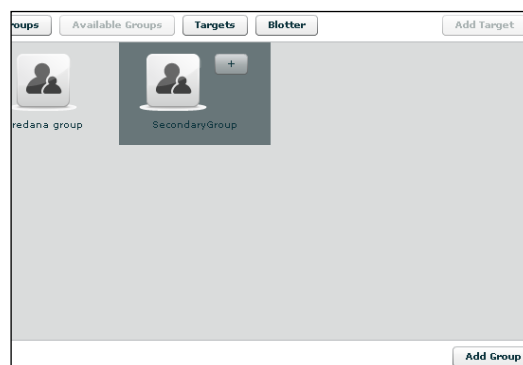 roups Available Groups Targets Blotter Add Target
+
redana group SecondaryGroup
Add Group